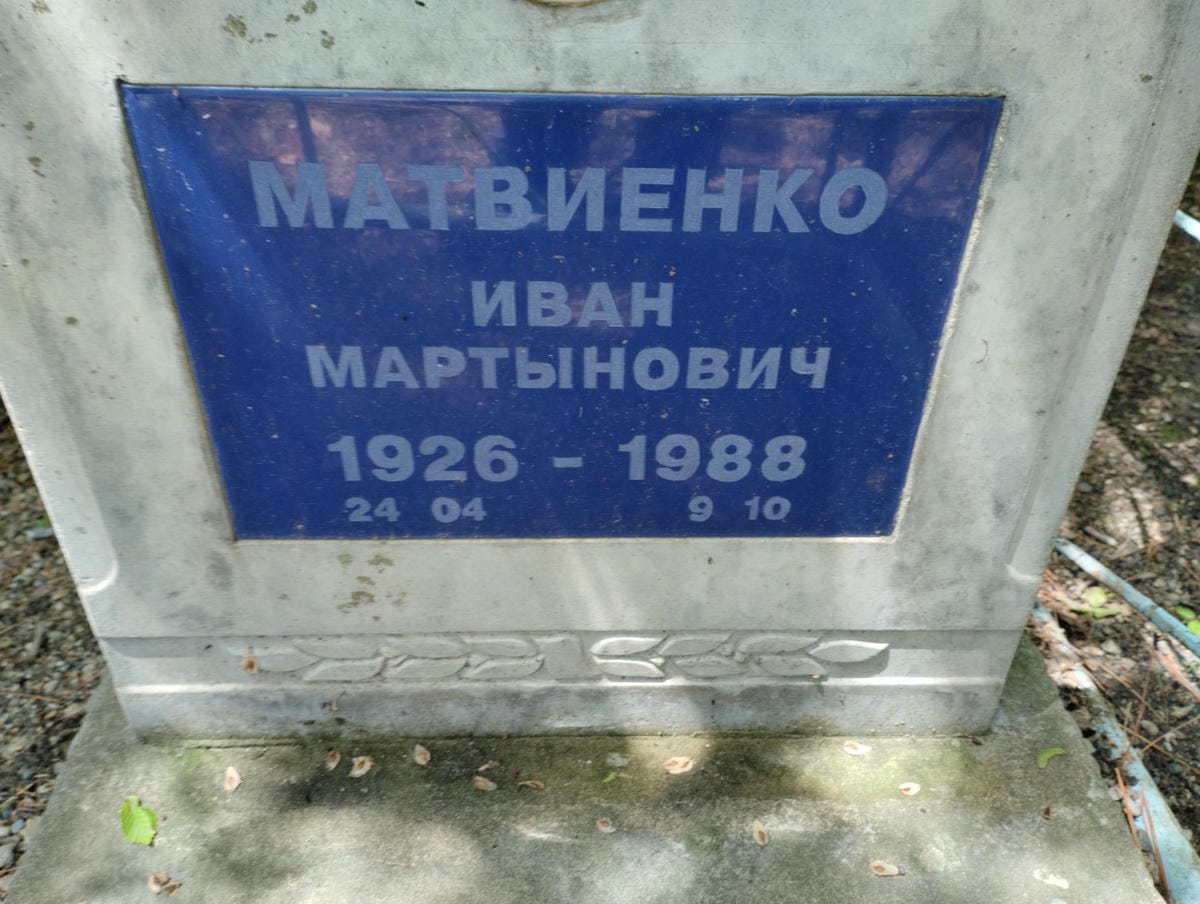 МАТВИЕНКО
ИВАН
МАРТЫНОВИЧ
1926 - 1988
24 04 9 10